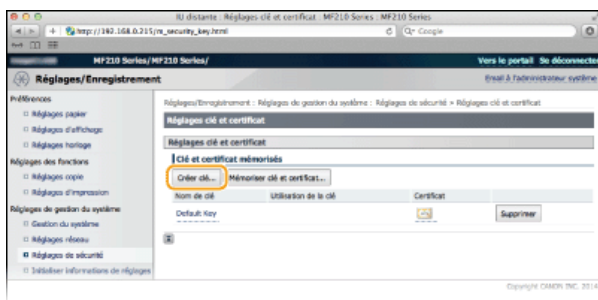 IU distante : Réglages clé et certificat : MF210 Series : MF210 Series
http://192.168.0.215/m_security_key.html
Google
MF210 Series/MF210 Series/
Vers le portail Se déconnecter
Réglages/Enregistrement
Email à l'administrateur système
Préférences
Réglages papier
Réglages d'affichage
Réglages horloge
Réglages des fonctions
Réglages copie
Réglages d'impression
Réglages de gestion du système
Gestion du système
Réglages réseau
Réglages de sécurité
Initialiser informations de réglages
Réglages/Enregistrement : Réglages de gestion du système : Réglages de sécurité > Réglages clé et certificat
Réglages clé et certificat
Réglages clé et certificat
Clé et certificat mémorisés
Créer clé... Mémoriser clé et certificat...
Nom de clé Utilisation de la clé Certificat
Default Key Supprimer
Copyright CANON INC. 2014